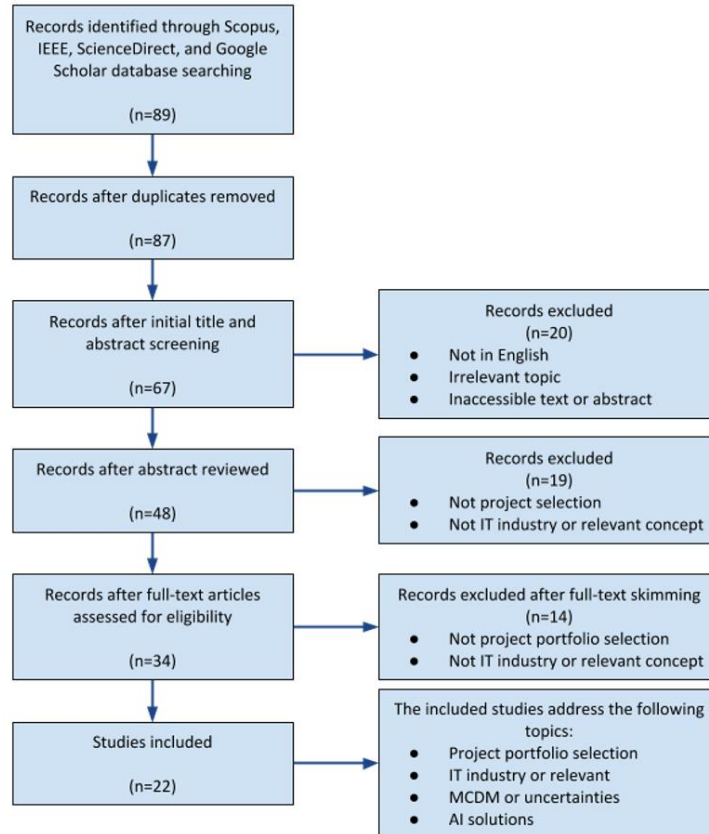 Records identified through Scopus,
IEEE, ScienceDirect, and Google
Scholar database searching
(n=89)
Records after duplicates removed
(n=87)
Records after initial title and
abstract screening
(n=67)
Records excluded
(n=20)
● Not in English
● Irrelevant topic
● Inaccessible text or abstract
Records after abstract reviewed
(n=48)
Records excluded
(n=19)
● Not project selection
● Not IT industry or relevant concept
Records after full-text articles
assessed for eligibility
(n=34)
Records excluded after full-text skimming
(n=14)
● Not project portfolio selection
● Not IT industry or relevant concept
Studies included
(n=22)
The included studies address the following
topics:
● Project portfolio selection
● IT industry or relevant
● MCDM or uncertainties
● AI solutions